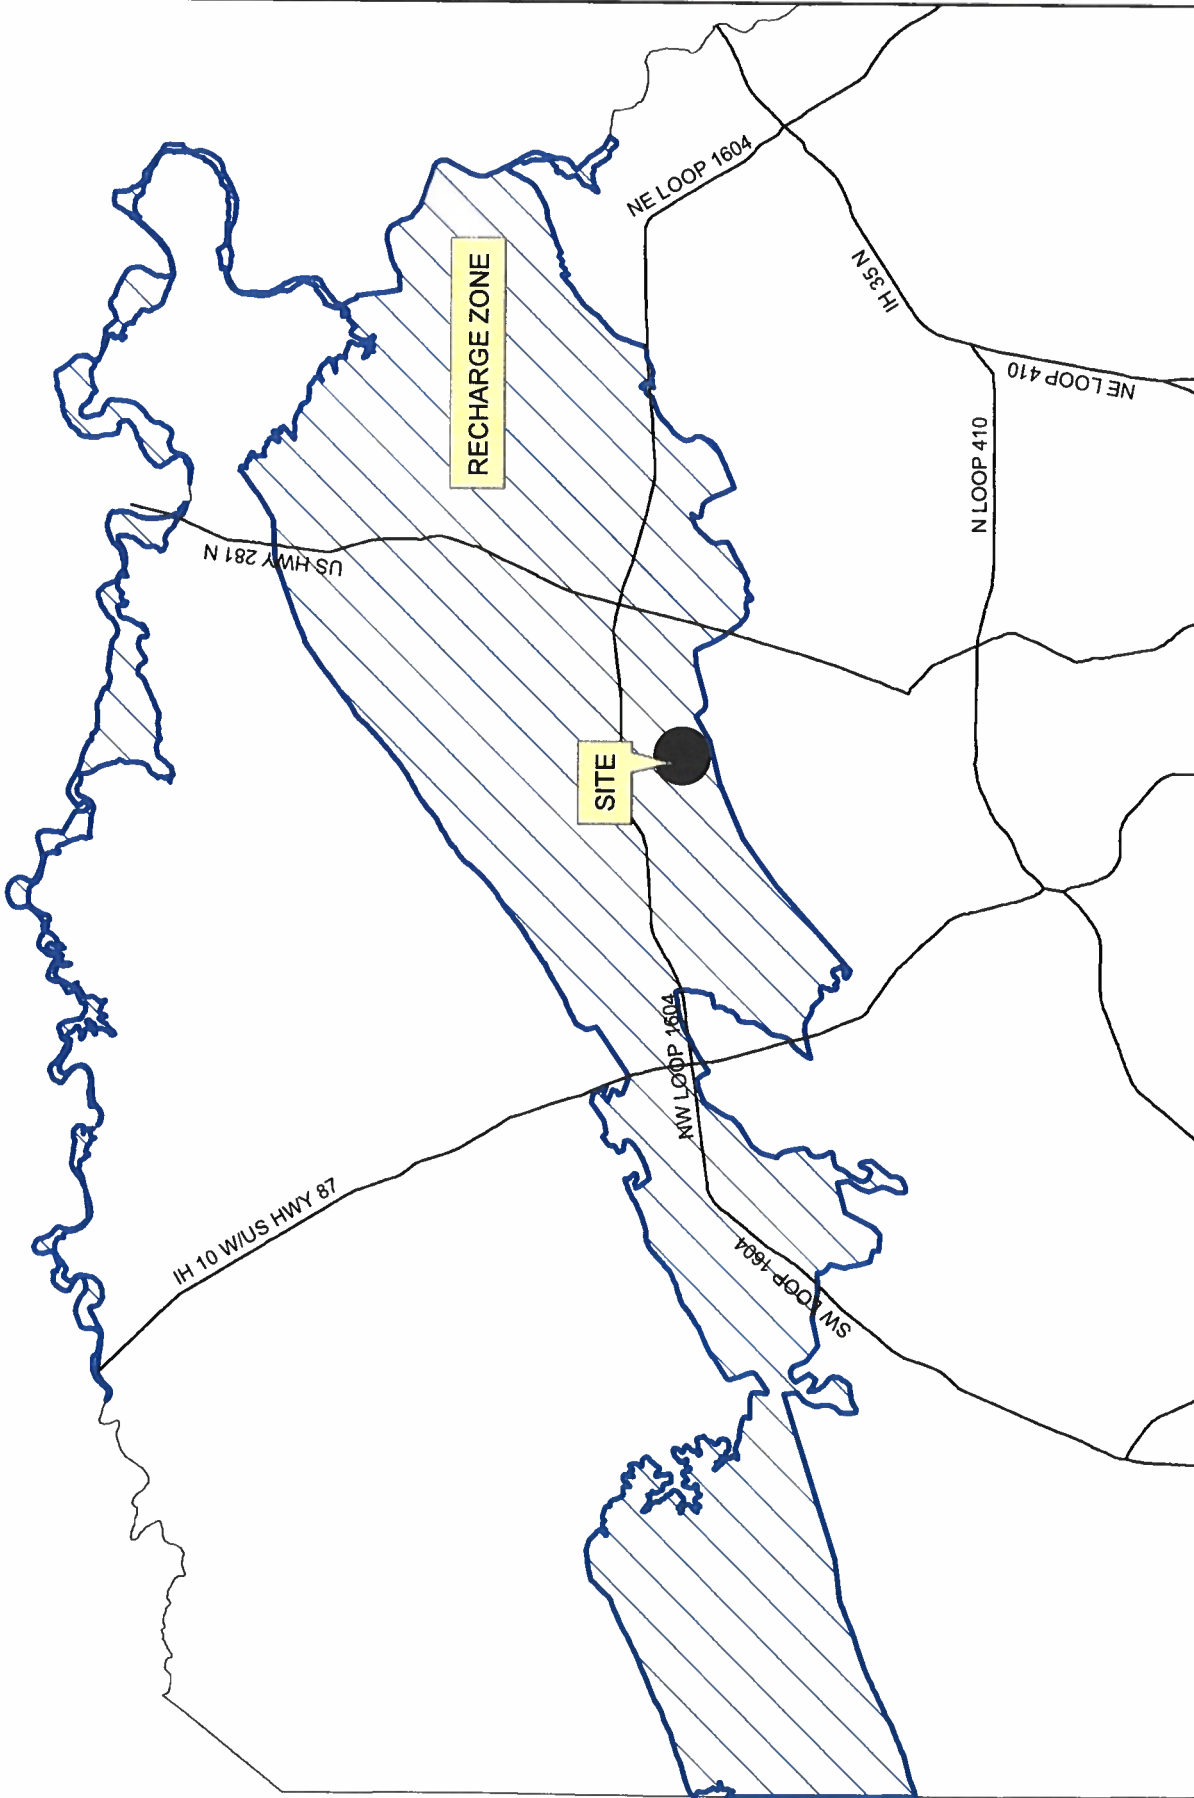 NE LOOP 1604
RECHARGE ZONE
IH 35 N
NE LOOP 410
N LOOP 410
US HWY 281 N
SITE
NW LOOP 1604
IH 10 W/US HWY 87
SW LOOP 1604